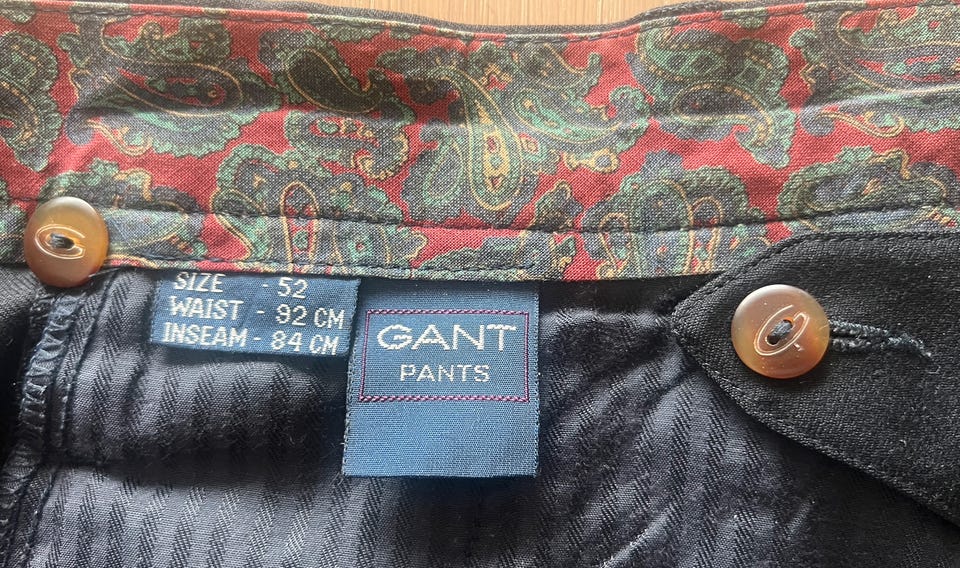 SIZE - 52
WAIST - 92 CM
INSEAM - 84 CM
GANT
PANTS